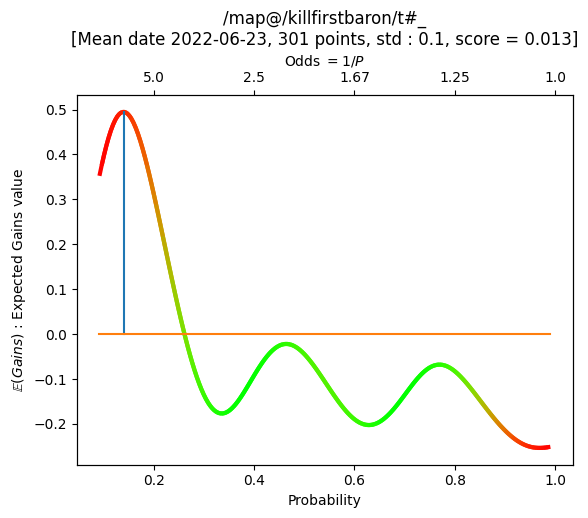 /map@/killfirstbaron/t#_
[Mean date 2022-06-23, 301 points, std : 0.1, score = 0.013]
Odds = 1/P
5.0 2.5 1.67 1.25 1.0
0.5
0.4
0.3
0.2
0.1
0.0
−0.1
−0.2
𝔼(Gains) : Expected Gains value
0.2 0.4 0.6 0.8 1.0
Probability